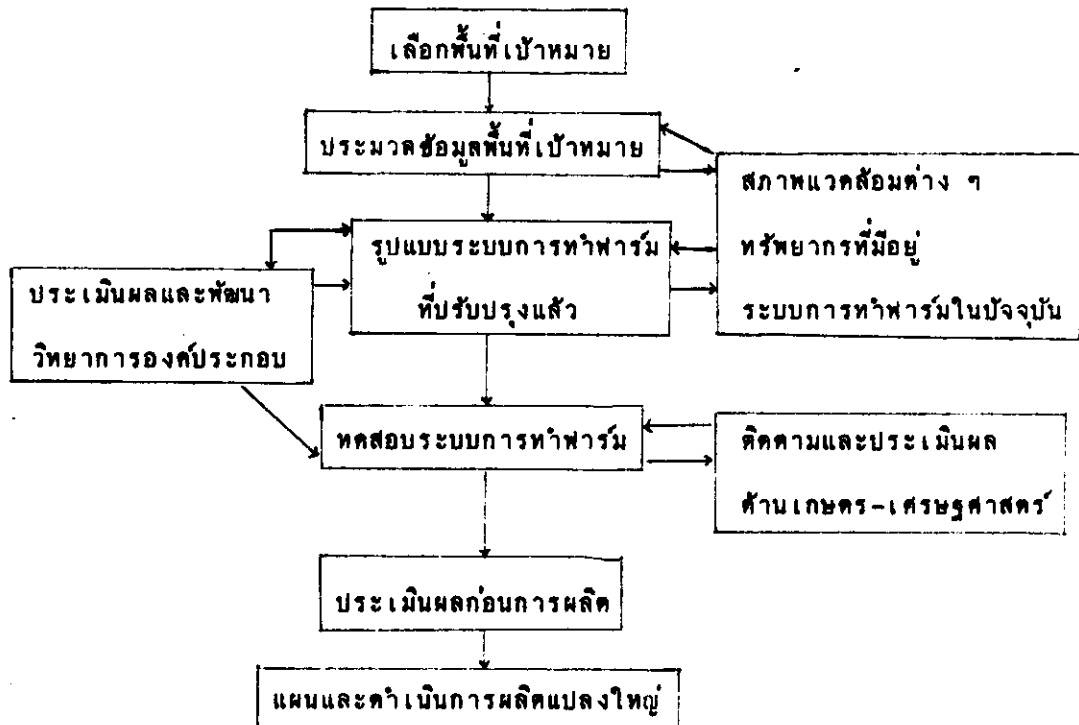 เลือกพื้นที่เป้าหมาย
ประมวลข้อมูลพื้นที่เป้าหมาย
สภาพแวดล้อมต่าง ๆ
ทรัพยากรที่มีอยู่
ระบบการทำฟาร์มในปัจจุบัน
รูปแบบระบบการทำฟาร์ม
ที่ปรับปรุงแล้ว
ประเมินผลและพัฒนา
วิทยาการองค์ประกอบ
ทดสอบระบบการทำฟาร์ม
ติดตามและประเมินผล
ด้านเกษตร-เศรษฐศาสตร์
ประเมินผลก่อนการผลิต
แผนและดำเนินการผลิตแปลงใหญ่